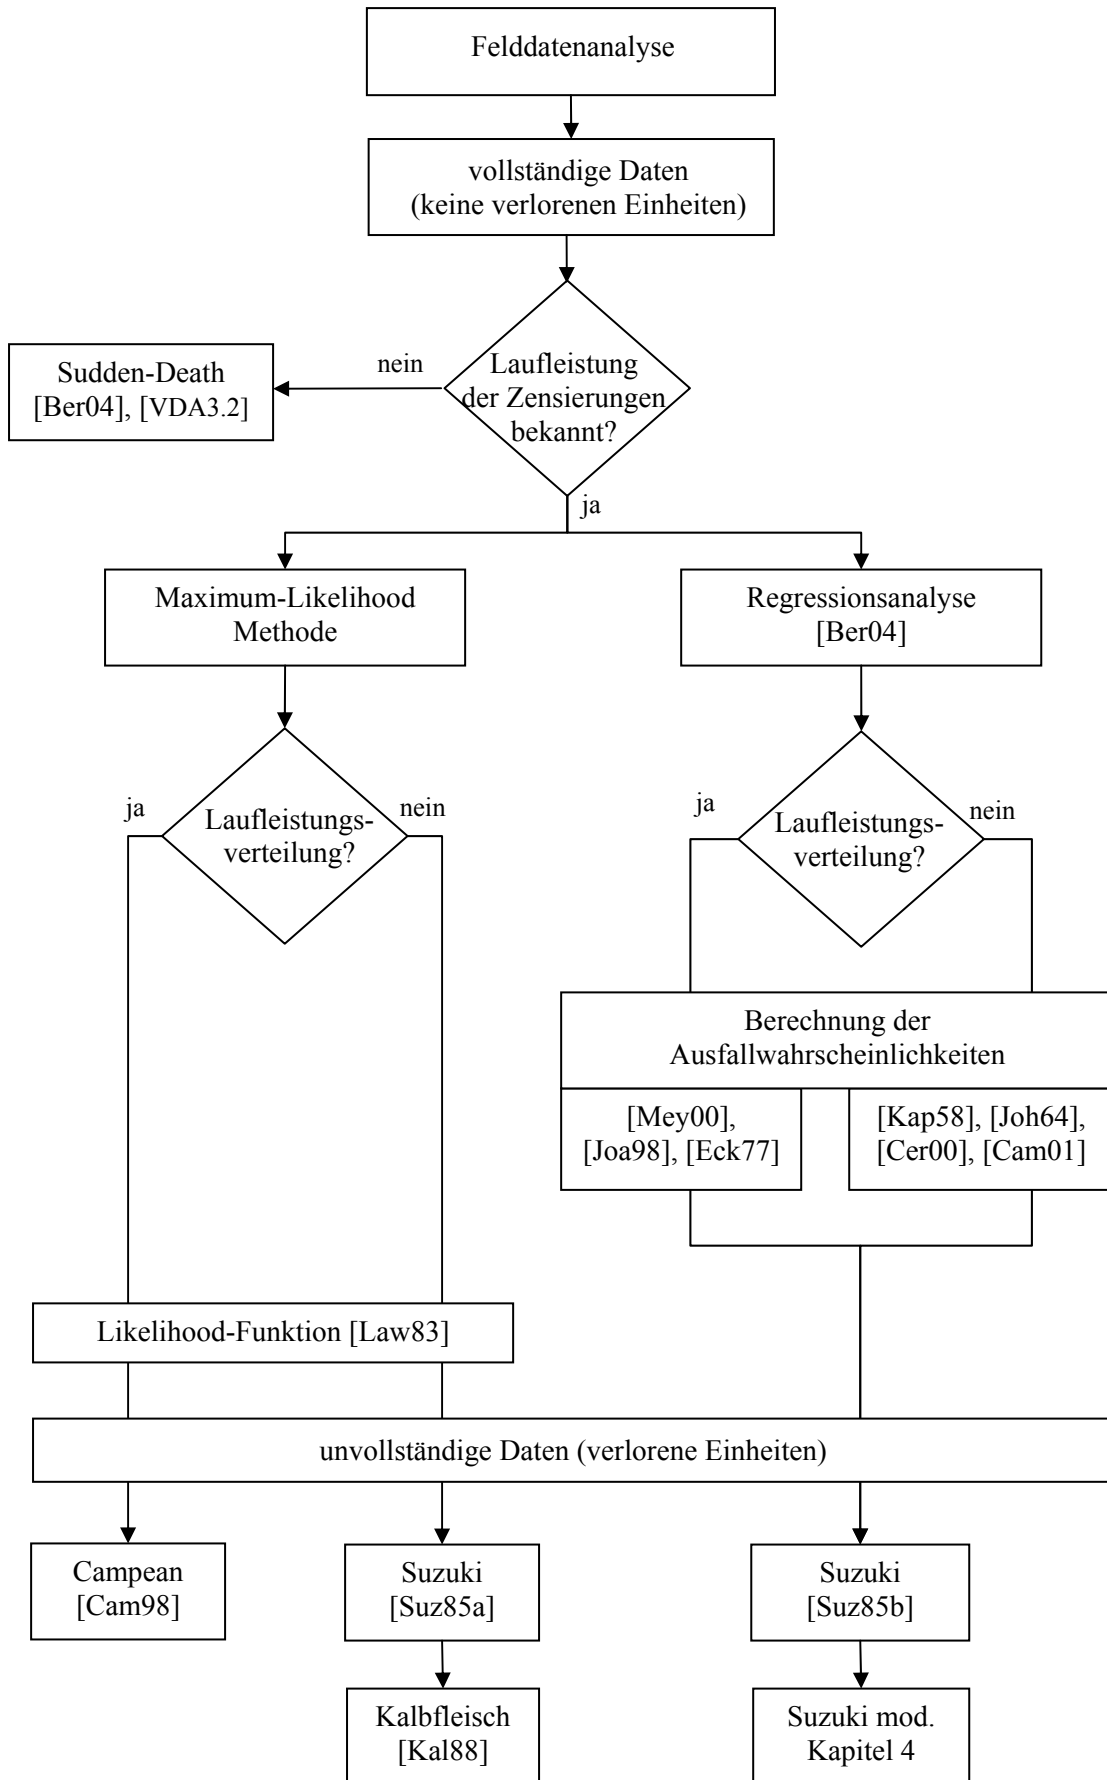 Felddatenanalyse
vollständige Daten
(keine verlorenen Einheiten)
nein
Laufleistung
der Zensierungen
bekannt?
Sudden-Death
[Ber04], [VDA3.2]
ja
Maximum-Likelihood
Methode
Regressionsanalyse
[Ber04]
ja
nein
Laufleistungs-
verteilung?
ja
nein
Laufleistungs-
verteilung?
Berechnung der
Ausfallwahrscheinlichkeiten
[Mey00],
[Joa98], [Eck77]
[Kap58], [Joh64],
[Cer00], [Cam01]
Likelihood-Funktion [Law83]
unvollständige Daten (verlorene Einheiten)
Campean
[Cam98]
Suzuki
[Suz85a]
Suzuki
[Suz85b]
Kalbfleisch
[Kal88]
Suzuki mod.
Kapitel 4